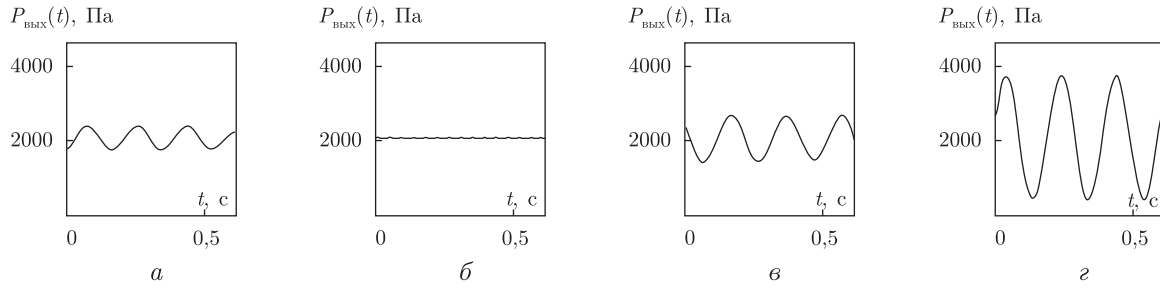 P_вых(t), Па P_вых(t), Па P_вых(t), Па P_вых(t), Па
4000 4000 4000 4000
2000 2000 2000 2000
t, с t, с t, с t, с
0 0,5 0 0,5 0 0,5 0 0,5
а б в г